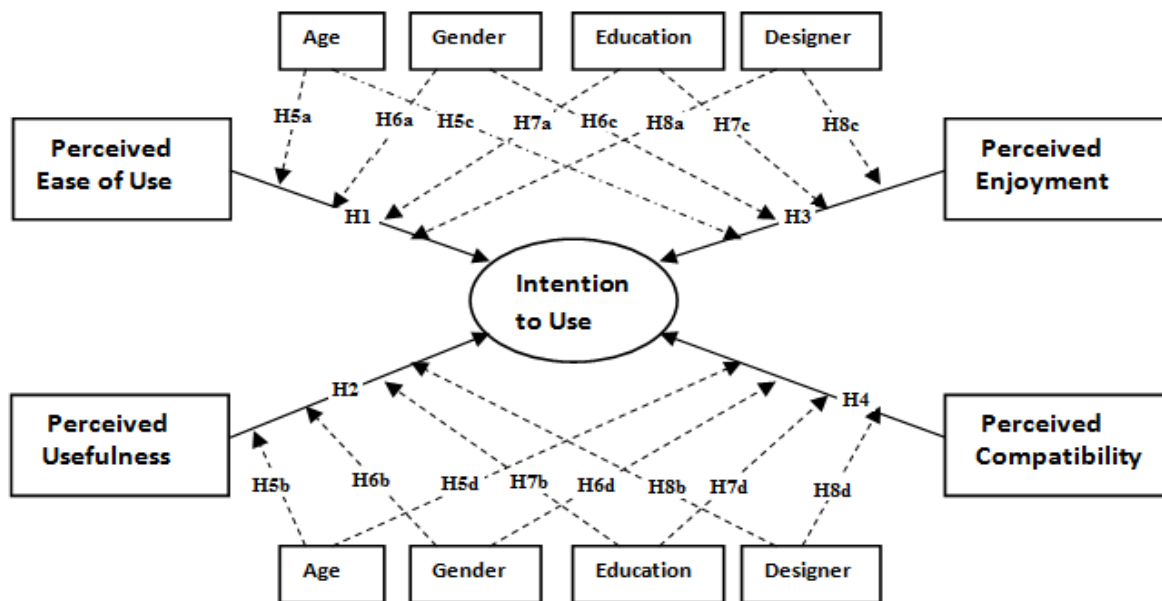 Age
Gender
Education
Designer
H5a
H6a
H5c
H7a
H6c
H8a
H7c
H8c
Perceived
Ease of Use
Perceived
Enjoyment
H1
H3
Intention
to Use
H2
H4
Perceived
Usefulness
Perceived
Compatibility
H5b
H6b
H5d
H7b
H6d
H8b
H7d
H8d
Age
Gender
Education
Designer